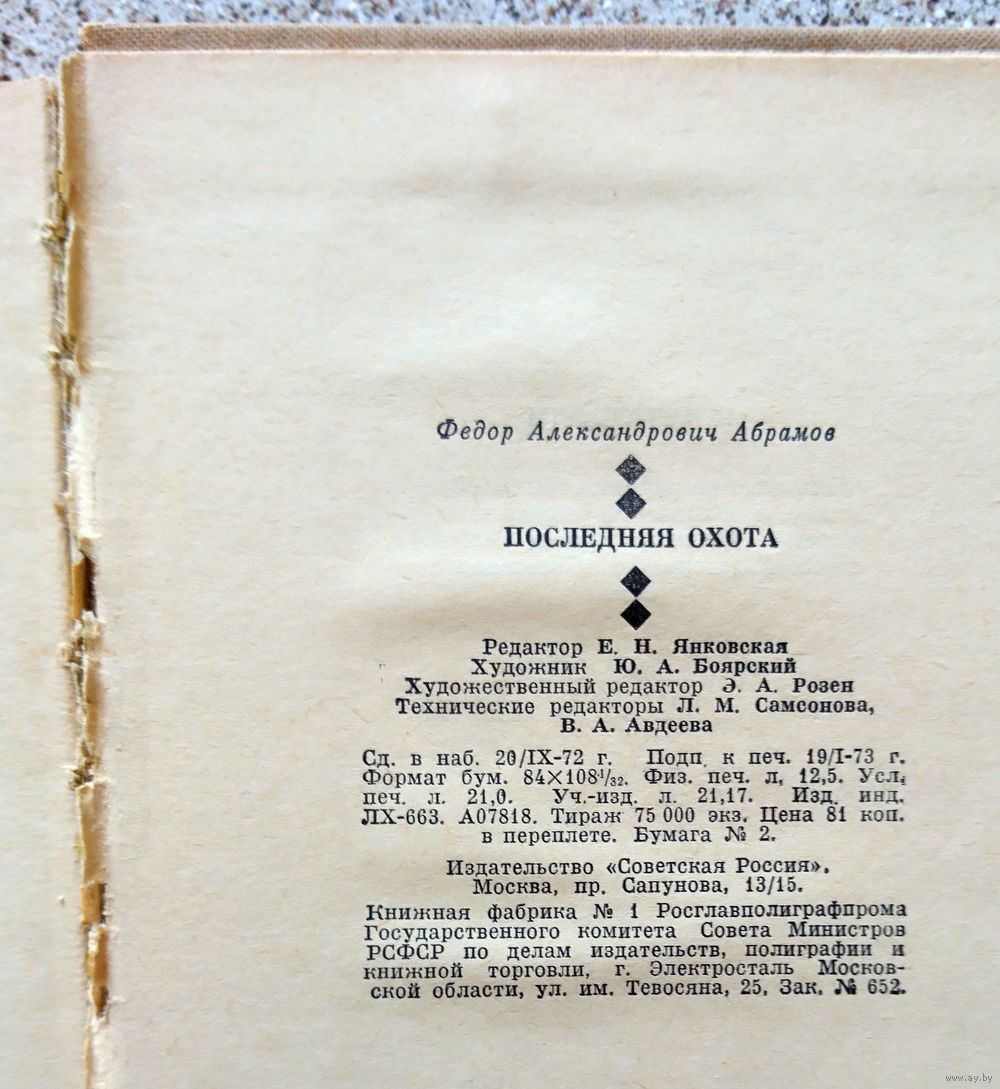 Федор Александрович Абрамов
ПОСЛЕДНЯЯ ОХОТА
Редактор Е. Н. Янковская
Художник Ю. А. Боярский
Художественный редактор Э. А. Розен
Технические редакторы Л. М. Самсонова,
В. А. Авдеева
Сд. в наб. 20/IX-72 г. Подп. к печ. 19/I-73 г.
Формат бум. 84×108¹/₃₂. Физ. печ. л. 12,5. Усл.
печ. л. 21,0. Уч.-изд. л. 21,17. Изд. инд.
ЛХ-663. А07818. Тираж 75 000 экз. Цена 81 коп.
в переплете. Бумага № 2.
Издательство «Советская Россия».
Москва, пр. Сапунова, 13/15.
Книжная фабрика № 1 Росглавполиграфпрома
Государственного комитета Совета Министров
РСФСР по делам издательств, полиграфии и
книжной торговли, г. Электросталь Москов-
ской области, ул. им. Тевосяна, 25. Зак. № 652.
www.ay.by